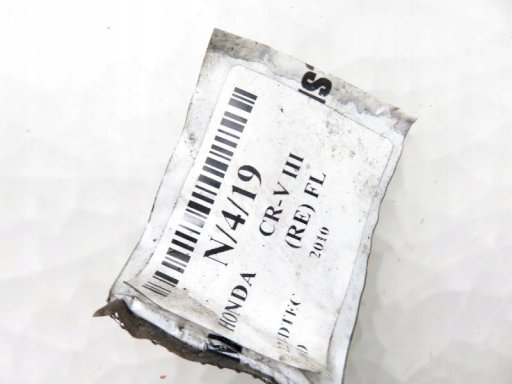 N/4/19
HONDA CR-V III
(RE) FL
2010